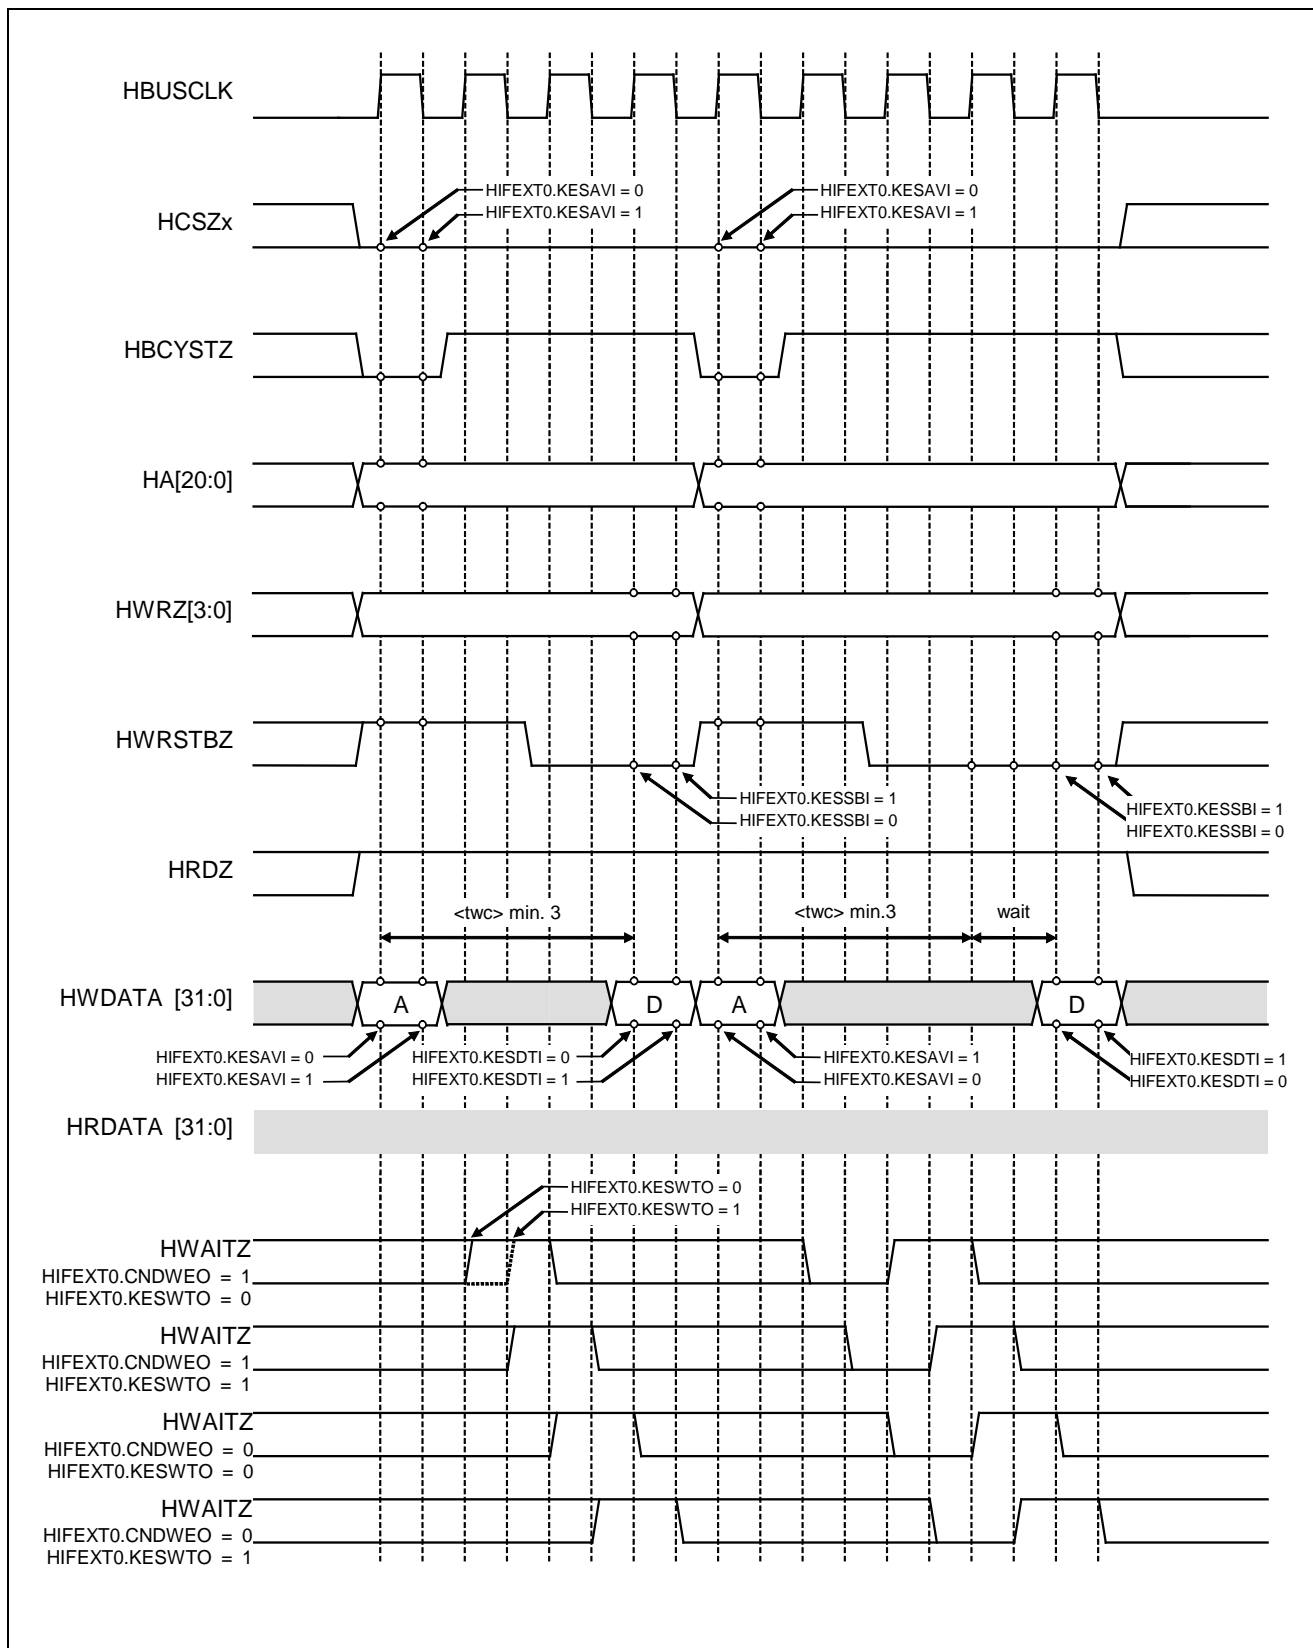 HBUSCLK
HIFEXT0.KESAVI = 0
HIFEXT0.KESAVI = 1
HIFEXT0.KESAVI = 0
HIFEXT0.KESAVI = 1
HCSZx
HBCYSTZ
HA[20:0]
HWRZ[3:0]
HWRSTBZ
HIFEXT0.KESSBI = 1
HIFEXT0.KESSBI = 0
HIFEXT0.KESSBI = 1
HIFEXT0.KESSBI = 0
HRDZ
<twc> min. 3
<twc> min.3
wait
HWDATA [31:0]
A
D
A
D
HIFEXT0.KESAVI = 0
HIFEXT0.KESAVI = 1
HIFEXT0.KESDTI = 0
HIFEXT0.KESDTI = 1
HIFEXT0.KESAVI = 1
HIFEXT0.KESAVI = 0
HIFEXT0.KESDTI = 1
HIFEXT0.KESDTI = 0
HRDATA [31:0]
HIFEXT0.KESWTO = 0
HIFEXT0.KESWTO = 1
HWAITZ
HIFEXT0.CNDWEO = 1
HIFEXT0.KESWTO = 0
HWAITZ
HIFEXT0.CNDWEO = 1
HIFEXT0.KESWTO = 1
HWAITZ
HIFEXT0.CNDWEO = 0
HIFEXT0.KESWTO = 0
HWAITZ
HIFEXT0.CNDWEO = 0
HIFEXT0.KESWTO = 1